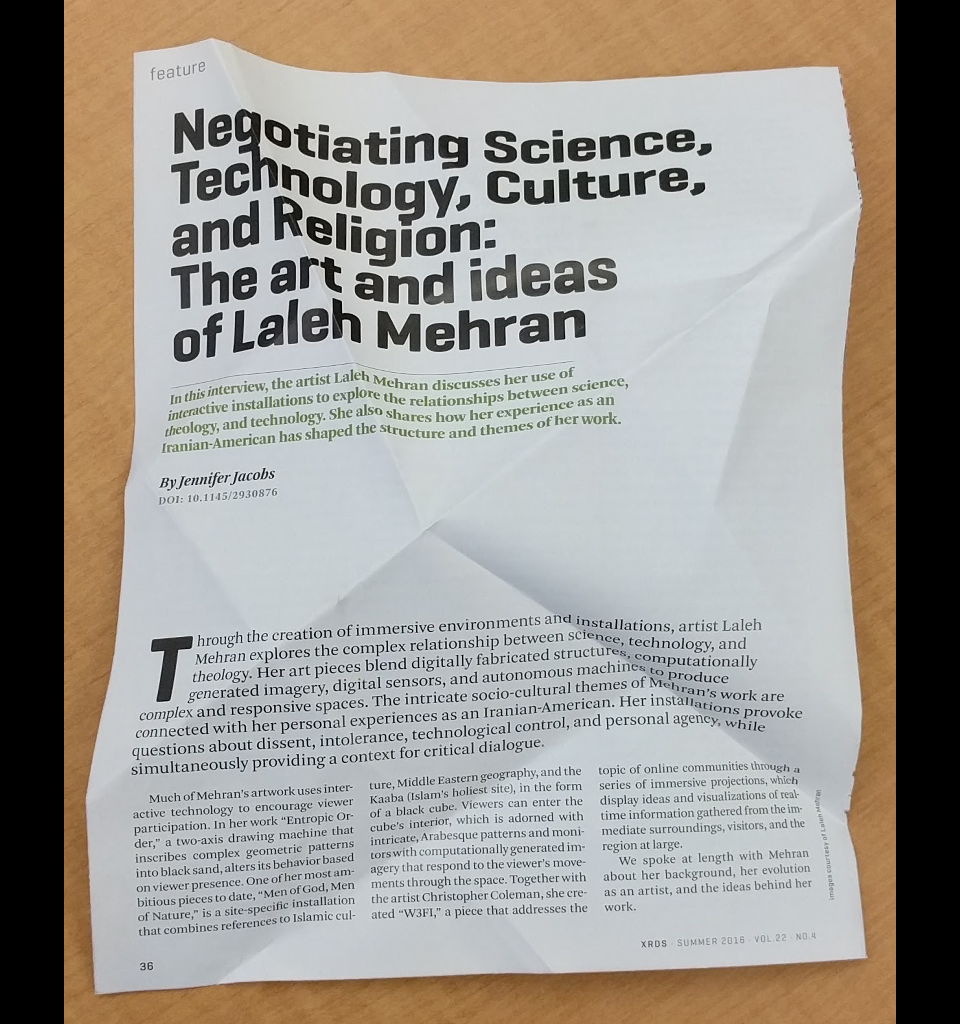 feature
Negotiating Science,
Technology, Culture,
and Religion:
The art and ideas
of Laleh Mehran
In this interview, the artist Laleh Mehran discusses her use of
interactive installations to explore the relationships between science,
theology, and technology. She also shares how her experience as an
Iranian-American has shaped the structure and themes of her work.
By Jennifer Jacobs
DOI: 10.1145/2930876
Through the creation of immersive environments and installations, artist Laleh
Mehran explores the complex relationship between science, technology, and
theology. Her art pieces blend digitally fabricated structures, computationally
generated imagery, digital sensors, and autonomous machines to produce
complex and responsive spaces. The intricate socio-cultural themes of Mehran's work are
connected with her personal experiences as an Iranian-American. Her installations provoke
questions about dissent, intolerance, technological control, and personal agency, while
simultaneously providing a context for critical dialogue.
Much of Mehran's artwork uses inter-
active technology to encourage viewer
participation. In her work “Entropic Or-
der,” a two-axis drawing machine that
inscribes complex geometric patterns
into black sand, alters its behavior based
on viewer presence. One of her most am-
bitious pieces to date, “Men of God, Men
of Nature,” is a site-specific installation
that combines references to Islamic cul-
ture, Middle Eastern geography, and the
Kaaba (Islam's holiest site), in the form
of a black cube. Viewers can enter the
cube's interior, which is adorned with
intricate, Arabesque patterns and moni-
tors with computationally generated im-
agery that respond to the viewer's move-
ments through the space. Together with
the artist Christopher Coleman, she cre-
ated “W3FI,” a piece that addresses the
topic of online communities through a
series of immersive projections, which
display ideas and visualizations of real-
time information gathered from the im-
mediate surroundings, visitors, and the
region at large.
We spoke at length with Mehran
about her background, her evolution
as an artist, and the ideas behind her
work.
Images courtesy of Laleh Mehran
36
XRDS · SUMMER 2016 · VOL.22 · NO.4